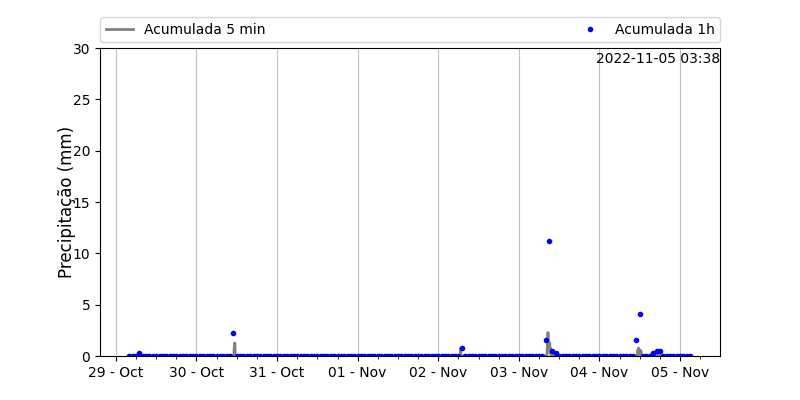 Acumulada 5 min
Acumulada 1h
2022-11-05 03:38
Precipitação (mm)
30
25
20
15
10
5
0
29 - Oct 30 - Oct 31 - Oct 01 - Nov 02 - Nov 03 - Nov 04 - Nov 05 - Nov